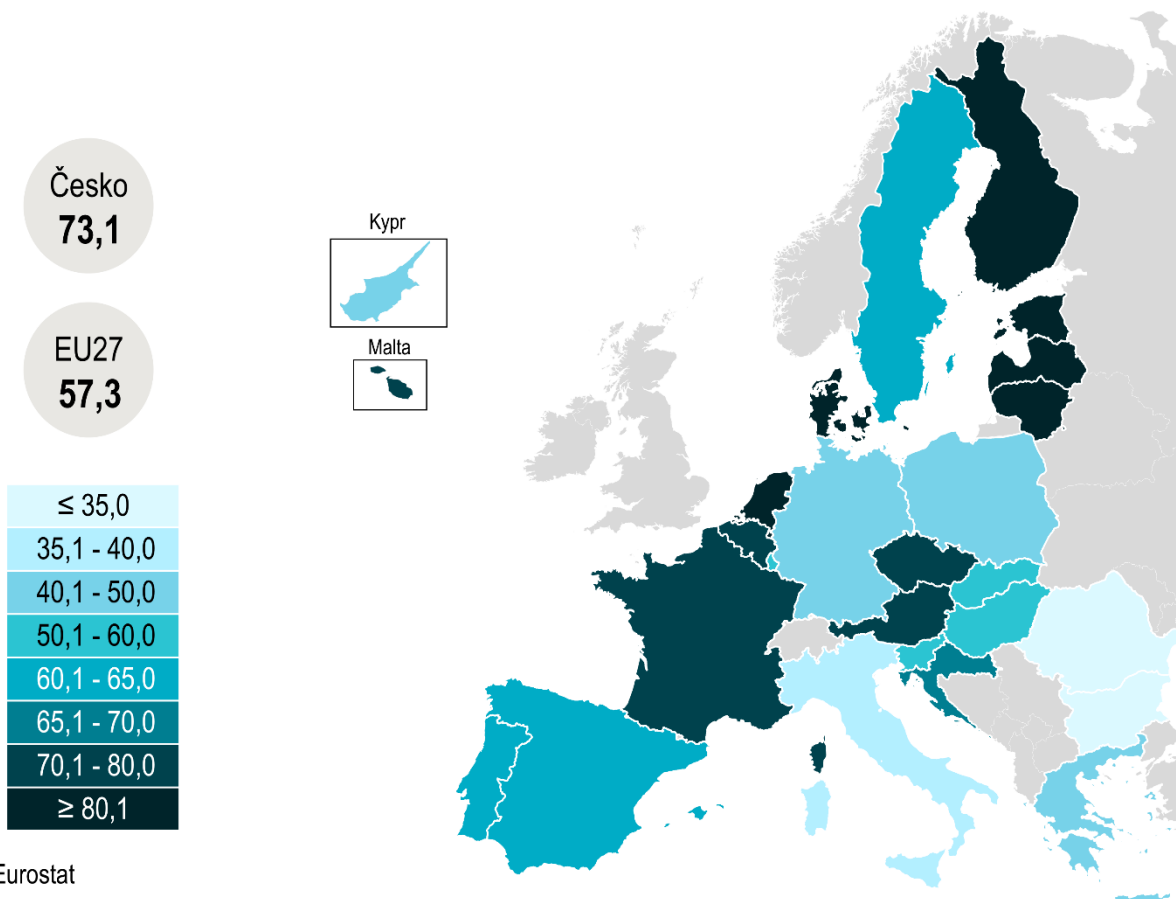 Česko
73,1
Kypr
EU27
57,3
Malta
≤ 35,0
35,1 - 40,0
40,1 - 50,0
50,1 - 60,0
60,1 - 65,0
65,1 - 70,0
70,1 - 80,0
≥ 80,1
Eurostat